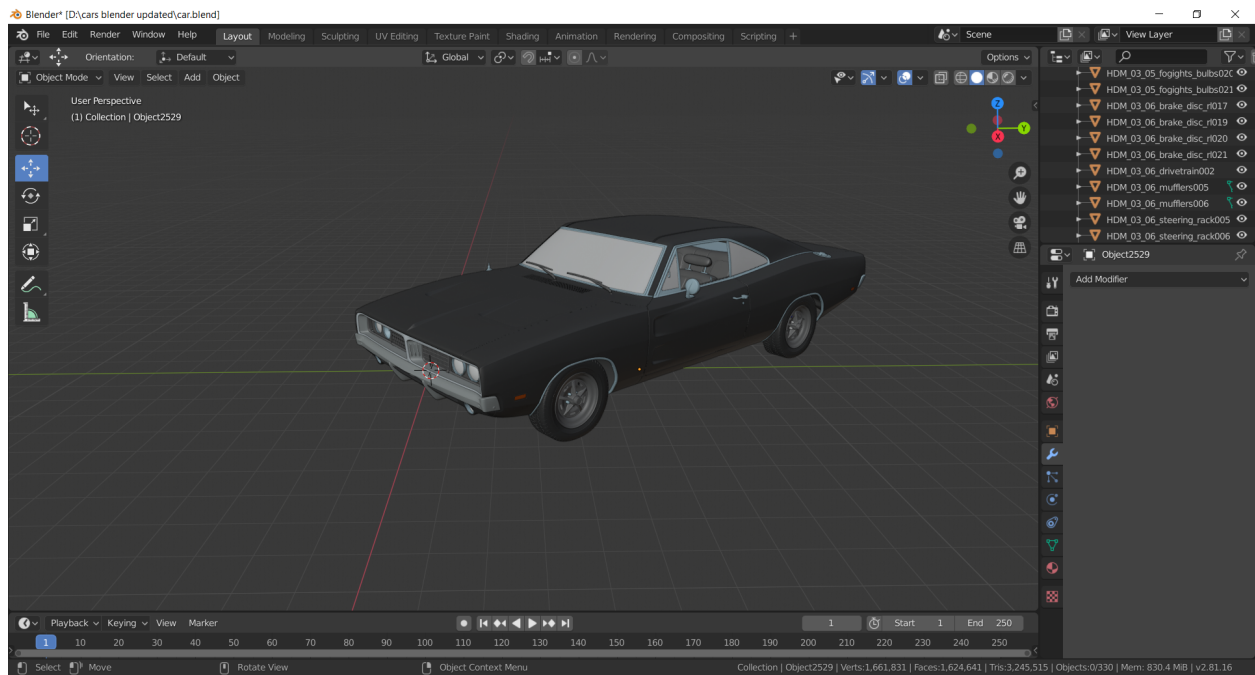 Blender* [D:\cars blender updated\car.blend]
File Edit Render Window Help Layout Modeling Sculpting UV Editing Texture Paint Shading Animation Rendering Compositing Scripting + Scene View Layer
Orientation: Default Global Options
Object Mode View Select Add Object
User Perspective
(1) Collection | Object2529
Z
Y
X
HDM_03_05_fogights_bulbs020
HDM_03_05_fogights_bulbs021
HDM_03_06_brake_disc_rl017
HDM_03_06_brake_disc_rl019
HDM_03_06_brake_disc_rl020
HDM_03_06_brake_disc_rl021
HDM_03_06_drivetrain002
HDM_03_06_mufflers005
HDM_03_06_mufflers006
HDM_03_06_steering_rack005
HDM_03_06_steering_rack006
Object2529
Add Modifier
Playback Keying View Marker 1 Start 1 End 250
1 10 20 30 40 50 60 70 80 90 100 110 120 130 140 150 160 170 180 190 200 210 220 230 240 250
Select Move Rotate View Object Context Menu Collection | Object2529 | Verts:1,661,831 | Faces:1,624,641 | Tris:3,245,515 | Objects:0/330 | Mem: 830.4 MiB | v2.81.16